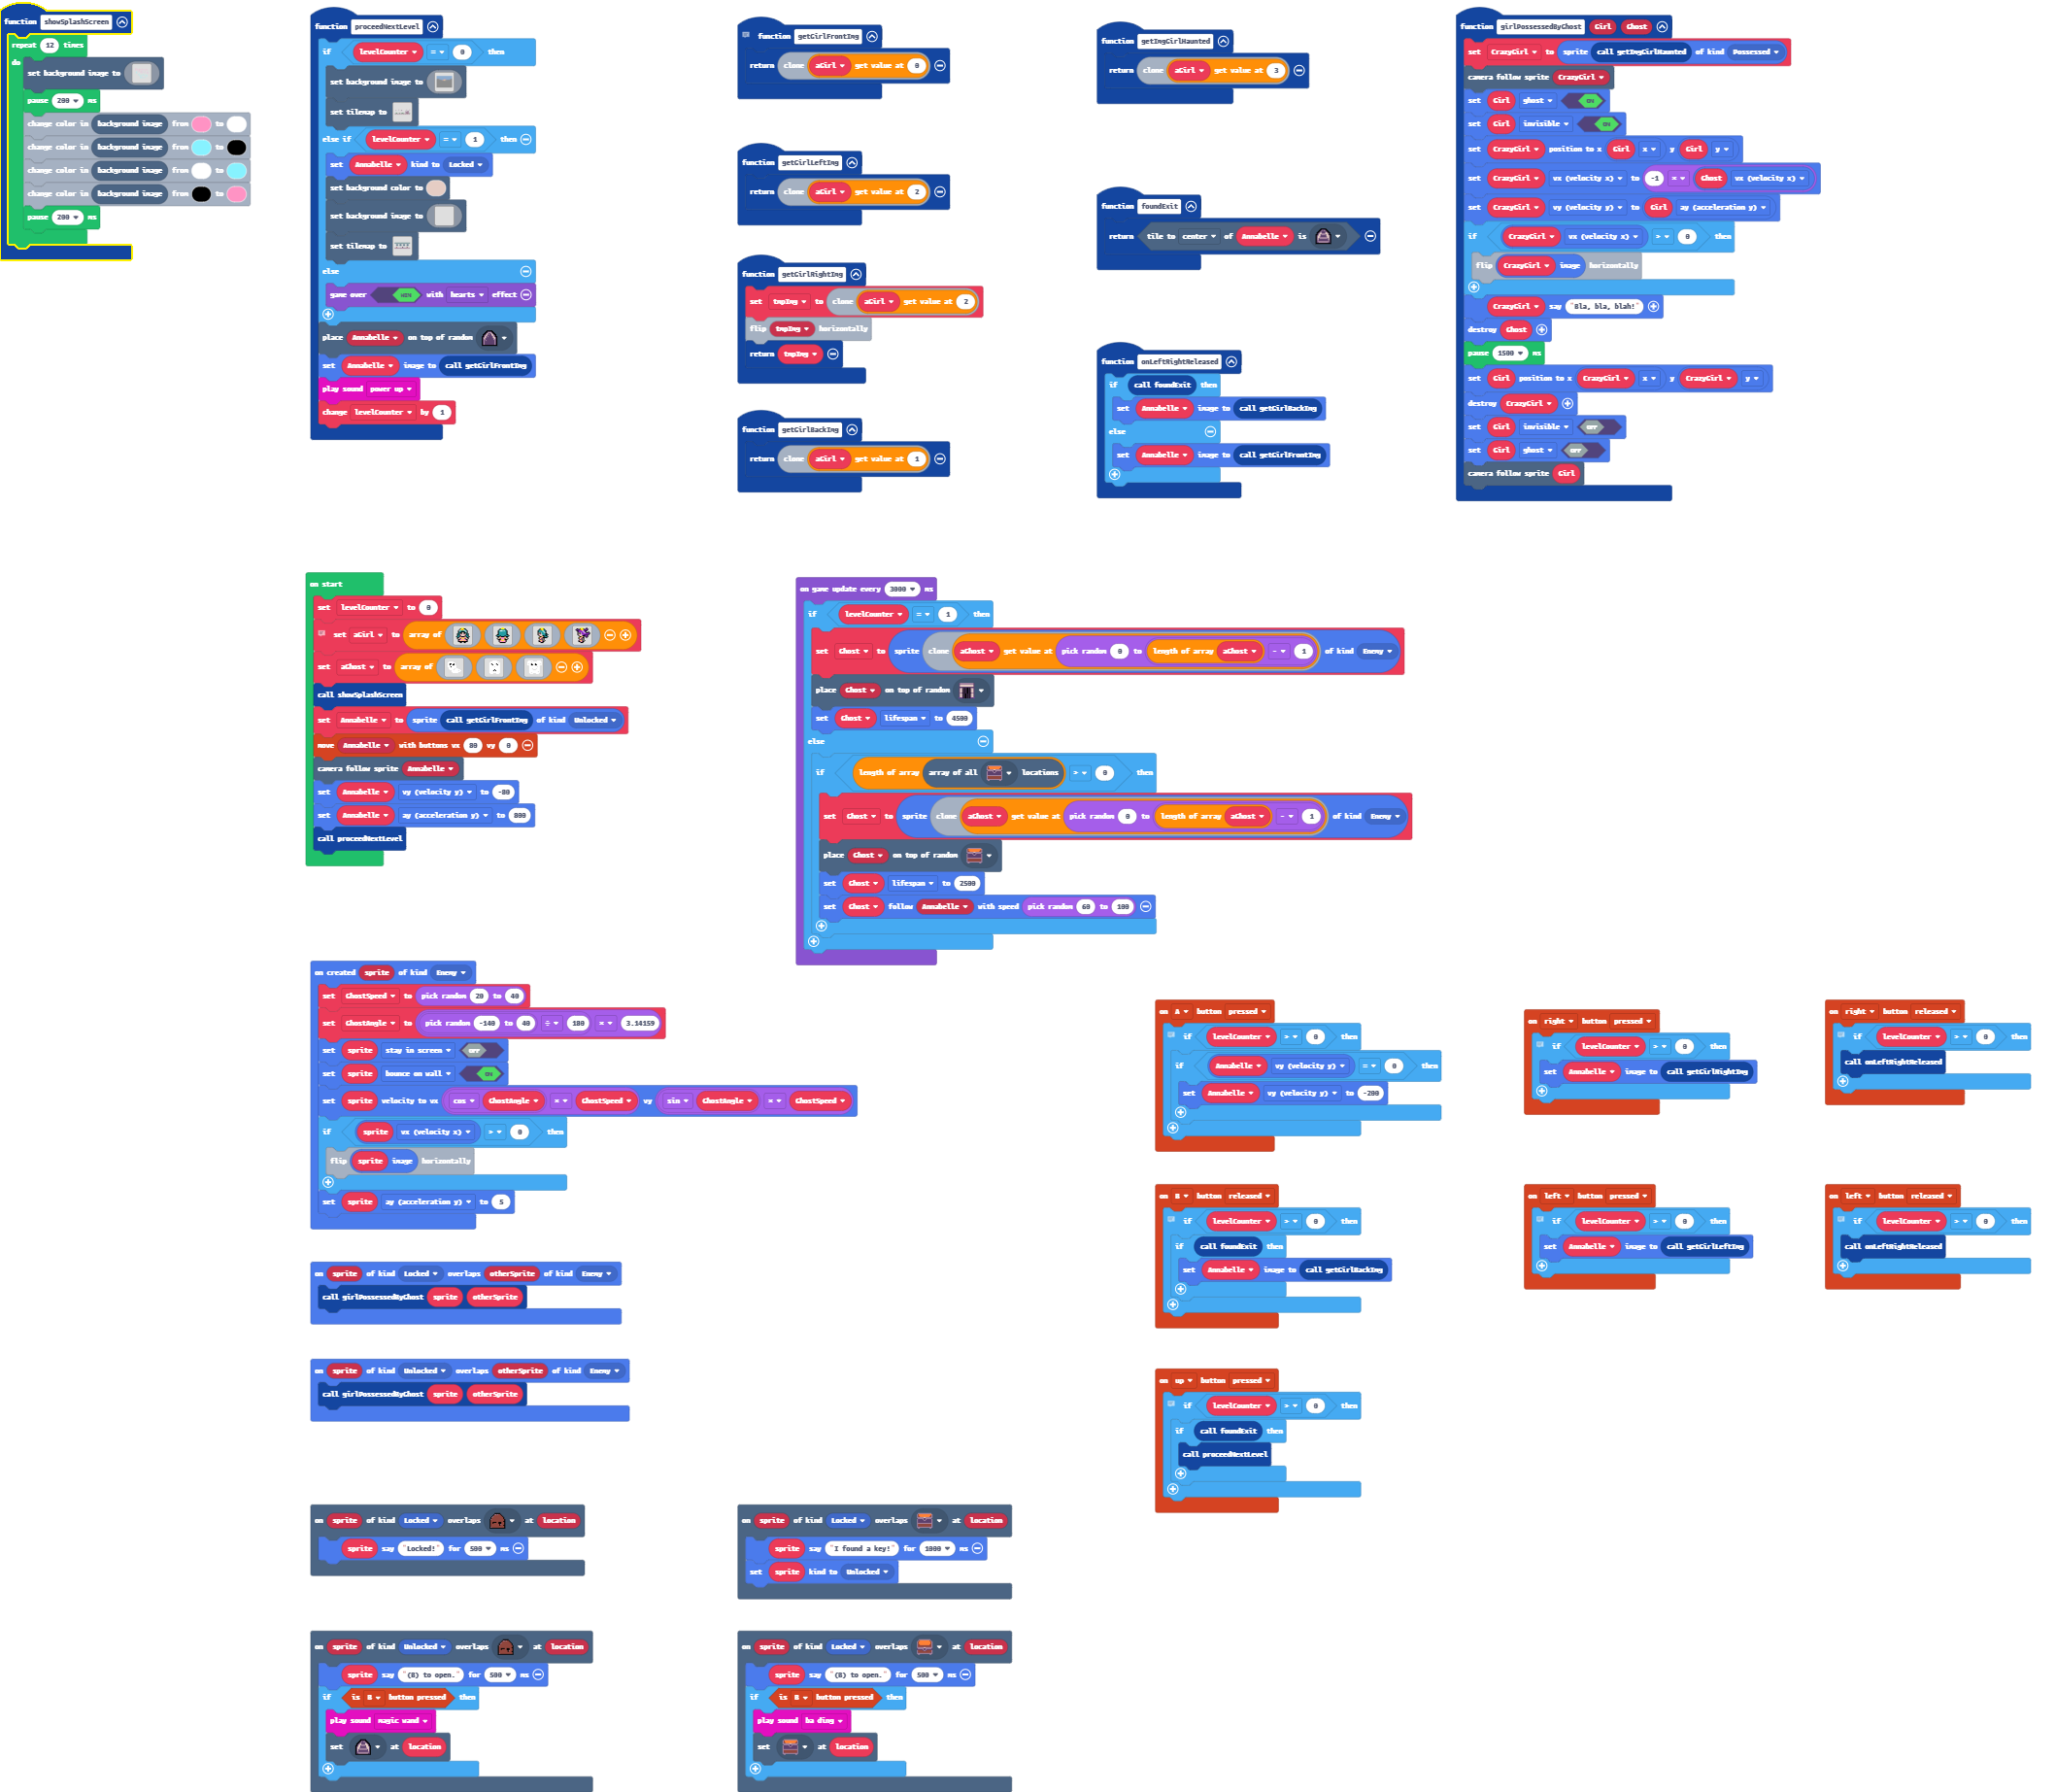 function showSplashScreen
repeat 12 times
do
set background image to
pause 200 ms
change color in background image from to
change color in background image from to
change color in background image from to
change color in background image from to
pause 200 ms
function proceedNextLevel
if levelCounter = 0 then
set background image to
set tilemap to
else if levelCounter = 1 then
set Annabelle kind to Locked
set background color to
set background image to
set tilemap to
else
game over WIN with hearts effect
place Annabelle on top of random
set Annabelle image to call getGirlFrontImg
play sound power up
change levelCounter by 1
function getGirlFrontImg
return clone aGirl get value at 0
function getGirlLeftImg
return clone aGirl get value at 2
function getGirlRightImg
set tmpImg to clone aGirl get value at 2
flip tmpImg horizontally
return tmpImg
function getGirlBackImg
return clone aGirl get value at 1
function getImgGirlHaunted
return clone aGirl get value at 3
function foundExit
return tile to center of Annabelle is
function onLeftRightReleased
if call foundExit then
set Annabelle image to call getGirlBackImg
else
set Annabelle image to call getGirlFrontImg
function girlPossessedByGhost Girl Ghost
set CrazyGirl to sprite call getImgGirlHaunted of kind Possessed
camera follow sprite CrazyGirl
set Girl ghost ON
set Girl invisible ON
set CrazyGirl position to x Girl x y Girl y
set CrazyGirl vx (velocity x) to -1 × Ghost vx (velocity x)
set CrazyGirl vy (velocity y) to Girl ay (acceleration y)
if CrazyGirl vx (velocity x) > 0 then
flip CrazyGirl image horizontally
CrazyGirl say "Bla, bla, blah!"
destroy Ghost
pause 1500 ms
set Girl position to x CrazyGirl x y CrazyGirl y
destroy CrazyGirl
set Girl invisible OFF
set Girl ghost OFF
camera follow sprite Girl
on start
set levelCounter to 0
set aGirl to array of
set aGhost to array of
call showSplashScreen
set Annabelle to sprite call getGirlFrontImg of kind Unlocked
move Annabelle with buttons vx 80 vy 0
camera follow sprite Annabelle
set Annabelle vy (velocity y) to -80
set Annabelle ay (acceleration y) to 800
call proceedNextLevel
on game update every 3000 ms
if levelCounter = 1 then
set Ghost to sprite clone aGhost get value at pick random 0 to length of array aGhost - 1 of kind Enemy
place Ghost on top of random
set Ghost lifespan to 4500
else
if length of array array of all locations > 0 then
set Ghost to sprite clone aGhost get value at pick random 0 to length of array aGhost - 1 of kind Enemy
place Ghost on top of random
set Ghost lifespan to 2500
set Ghost follow Annabelle with speed pick random 60 to 100
on created sprite of kind Enemy
set GhostSpeed to pick random 20 to 40
set GhostAngle to pick random -140 to 40 ÷ 180 × 3.14159
set sprite stay in screen OFF
set sprite bounce on wall ON
set sprite velocity to vx cos GhostAngle × GhostSpeed vy sin GhostAngle × GhostSpeed
if sprite vx (velocity x) > 0 then
flip sprite image horizontally
set sprite ay (acceleration y) to 5
on sprite of kind Locked overlaps otherSprite of kind Enemy
call girlPossessedByGhost sprite otherSprite
on sprite of kind Unlocked overlaps otherSprite of kind Enemy
call girlPossessedByGhost sprite otherSprite
on A button pressed
if levelCounter > 0 then
if Annabelle vy (velocity y) = 0 then
set Annabelle vy (velocity y) to -200
on B button released
if levelCounter > 0 then
if call foundExit then
set Annabelle image to call getGirlBackImg
on up button pressed
if levelCounter > 0 then
if call foundExit then
call proceedNextLevel
on right button pressed
if levelCounter > 0 then
set Annabelle image to call getGirlRightImg
on left button pressed
if levelCounter > 0 then
set Annabelle image to call getGirlLeftImg
on right button released
if levelCounter > 0 then
call onLeftRightReleased
on left button released
if levelCounter > 0 then
call onLeftRightReleased
on sprite of kind Locked overlaps at location
sprite say "Locked!" for 500 ms
on sprite of kind Locked overlaps at location
sprite say "I found a key!" for 1000 ms
set sprite kind to Unlocked
on sprite of kind Unlocked overlaps at location
sprite say "(B) to open." for 500 ms
if is B button pressed then
play sound magic wand
set at location
on sprite of kind Locked overlaps at location
sprite say "(B) to open." for 500 ms
if is B button pressed then
play sound ba ding
set at location